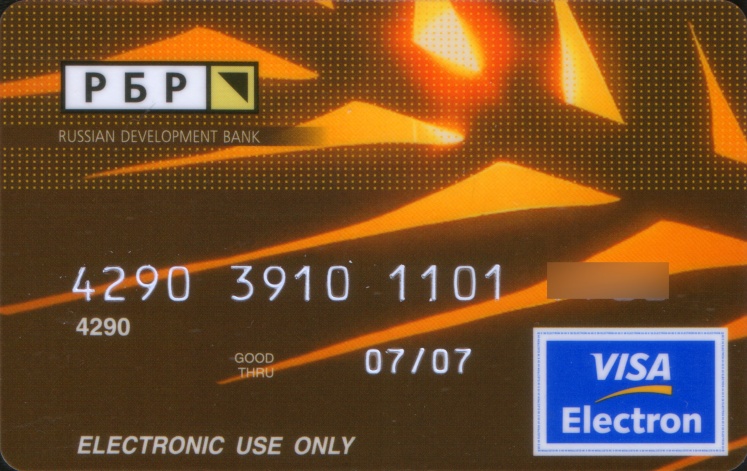 РБР
RUSSIAN DEVELOPMENT BANK
4290 3910 1101
4290
GOOD
THRU
07/07
VISA
Electron
ELECTRONIC USE ONLY